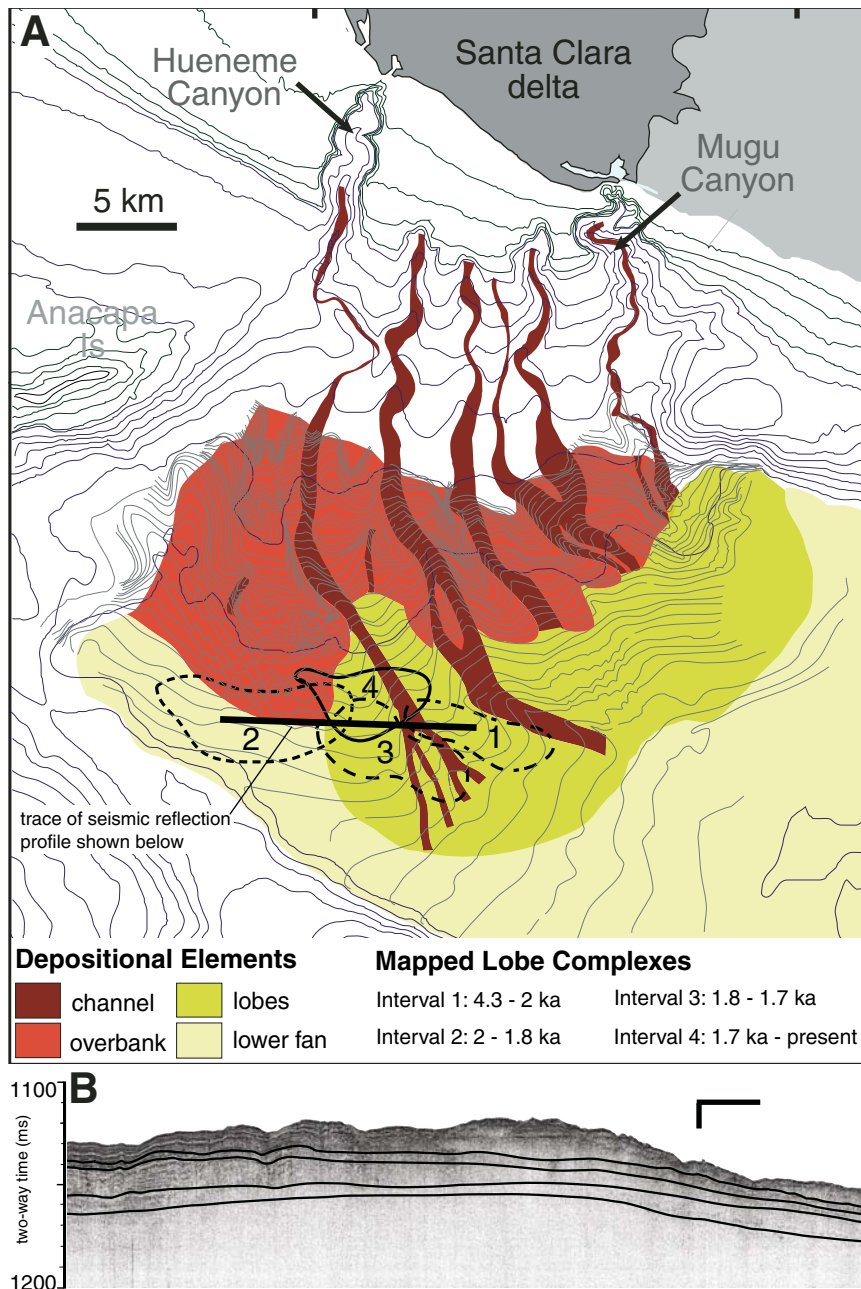 A
Hueneme
Canyon
Santa Clara
delta
Mugu
Canyon
5 km
Anacapa
Is
4
2
3
1
trace of seismic reflection
profile shown below
Depositional Elements
channel
overbank
lobes
lower fan
Mapped Lobe Complexes
Interval 1: 4.3 - 2 ka
Interval 2: 2 - 1.8 ka
Interval 3: 1.8 - 1.7 ka
Interval 4: 1.7 ka - present
B
1100
two-way time (ms)
1200